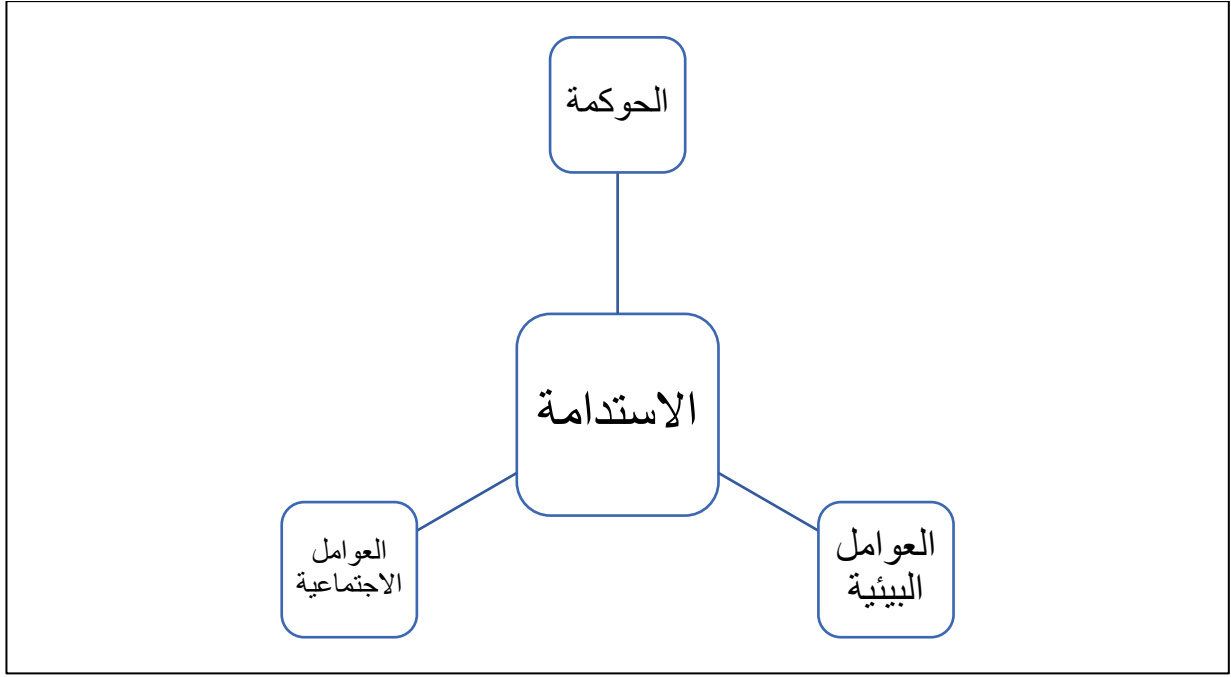 الحوكمة
الاستدامة
العوامل
البيئية
العوامل
الاجتماعية